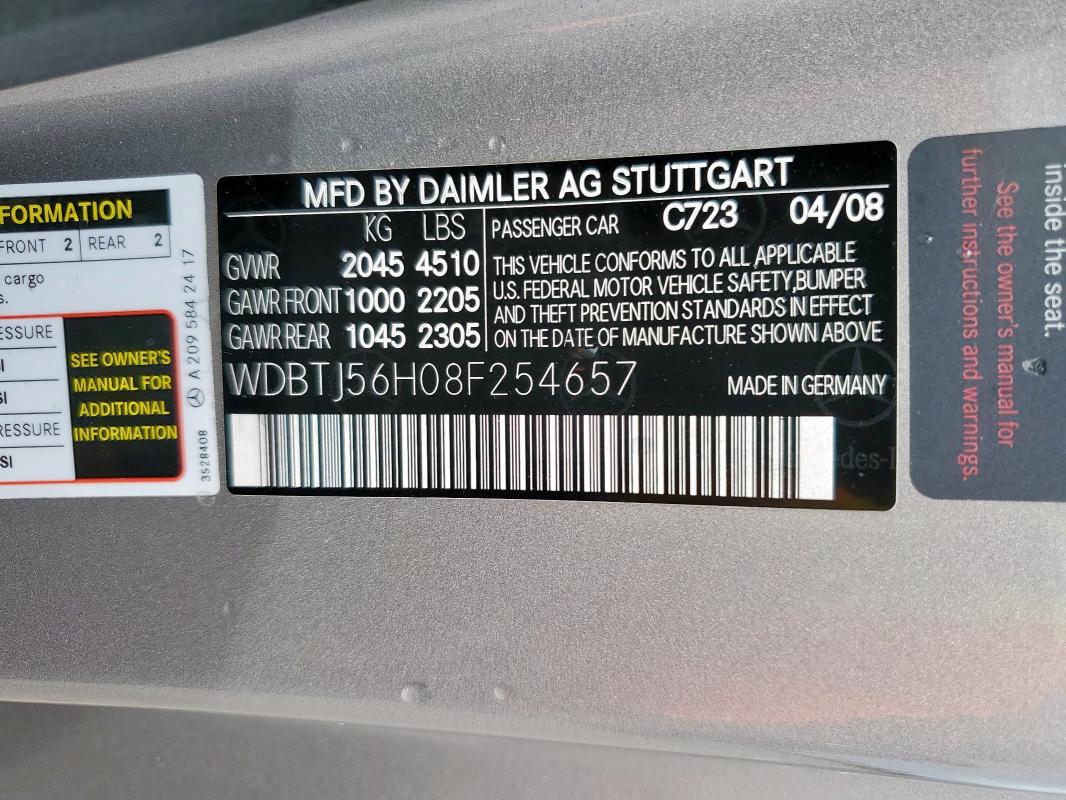 FORMATION
FRONT 2 REAR 2
cargo
s.
ESSURE
SI
RESSURE
SI
SEE OWNER'S
MANUAL FOR
ADDITIONAL
INFORMATION
A 209 584 24 17
3528408
MFD BY DAIMLER AG STUTTGART
KG LBS PASSENGER CAR C723 04/08
GVWR 2045 4510
GAWR FRONT 1000 2205
GAWR REAR 1045 2305
THIS VEHICLE CONFORMS TO ALL APPLICABLE
U.S. FEDERAL MOTOR VEHICLE SAFETY,BUMPER
AND THEFT PREVENTION STANDARDS IN EFFECT
ON THE DATE OF MANUFACTURE SHOWN ABOVE
WDBTJ56H08F254657
MADE IN GERMANY
inside the seat.
See the owner's manual for
further instructions and warnings.